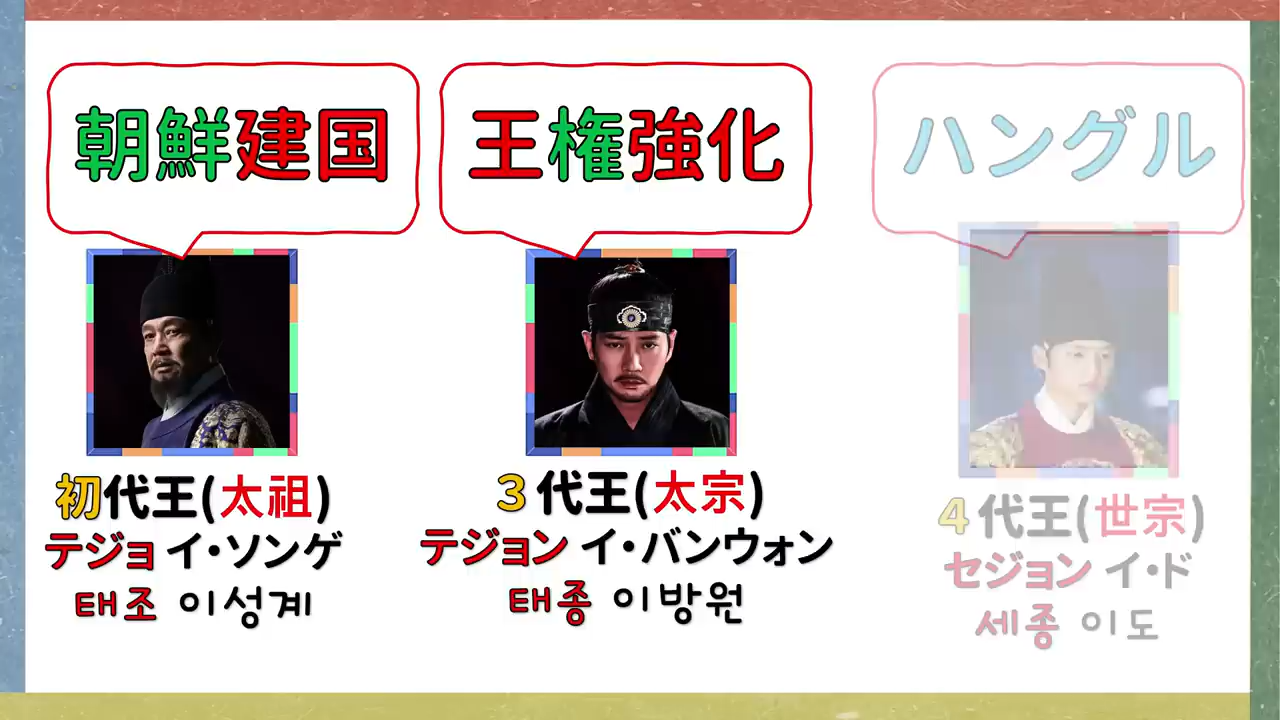 朝鮮建国
王権強化
ハングル
初代王(太祖)
テジョ イ・ソンゲ
태조 이성계
3代王(太宗)
テジョン イ・バンウォン
태종 이방원
4代王(世宗)
セジョン イ・ド
세종 이도